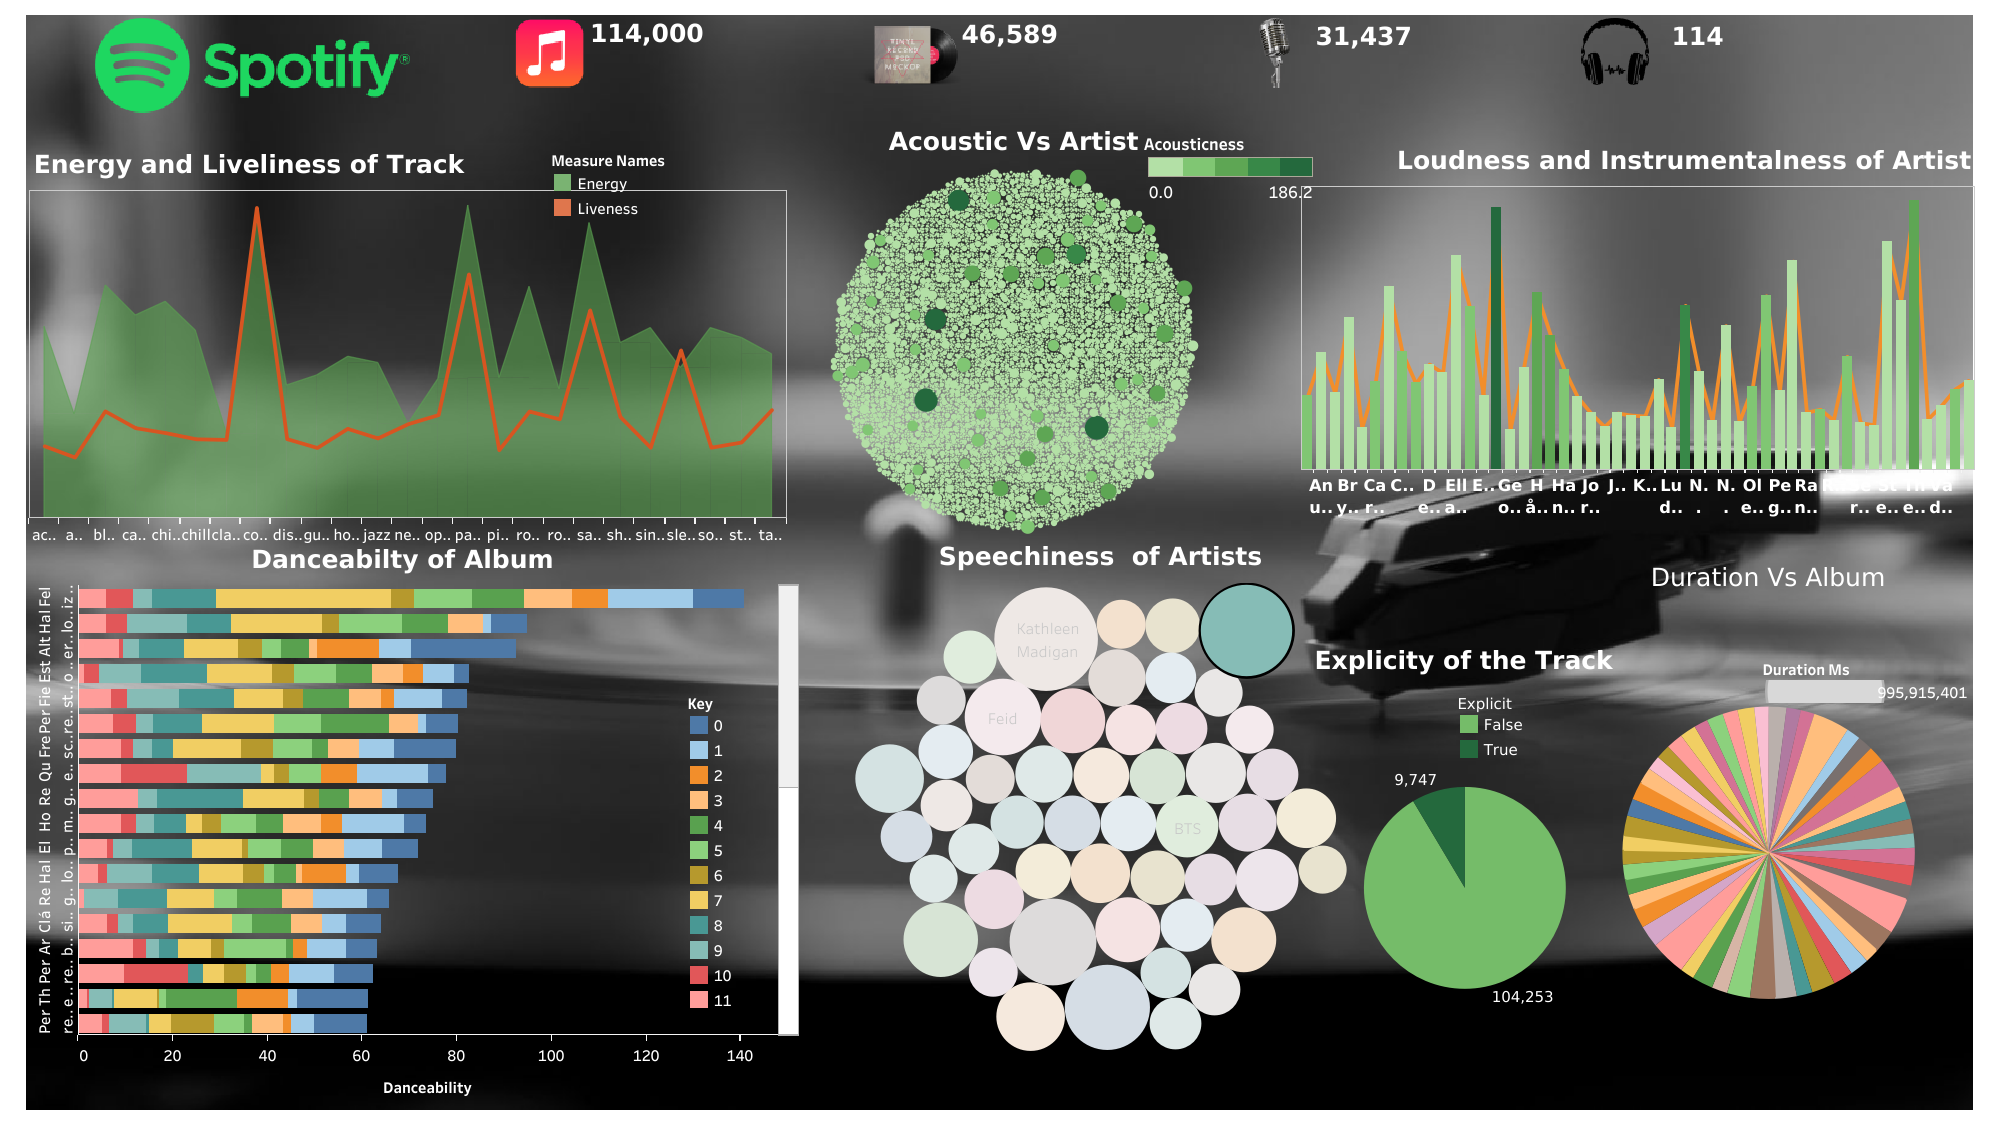 Spotify®
114,000
46,589
31,437
114
Energy and Liveliness of Track
Measure Names
Energy
Liveness
ac.. a.. bl.. ca.. chi.. chill cla.. co.. dis.. gu.. ho.. jazz ne.. op.. pa.. pi.. ro.. ro.. sa.. sh.. sin.. sle.. so.. st.. ta..
Acoustic Vs Artist
Acousticness
0.0 186.2
Loudness and Instrumentalness of Artist
An Br Ca C.. D Ell E.. Ge H Ha Jo J.. K.. Lu N. N. Ol Pe Ra
u.. y.. r.. e.. a.. o.. å.. n.. r.. d.. . . e.. g.. n.. r.. e.. e.. d..
Danceabilty of Album
Fel
iz..
Hal
lo..
Alt
er..
Est
o..
Fie
st..
Per
re..
Fre
sc..
Qu
e..
Re
g..
Ho
m..
El
p..
Hal
lo..
Re
g..
Clá
si..
Ar
b..
Per
re..
Th
e..
Per
re..
0 20 40 60 80 100 120 140
Danceability
Key
0
1
2
3
4
5
6
7
8
9
10
11
Speechiness of Artists
Kathleen
Madigan
Feid
BTS
Explicity of the Track
Explicit
False
True
9,747
104,253
Duration Vs Album
Duration Ms
995,915,401